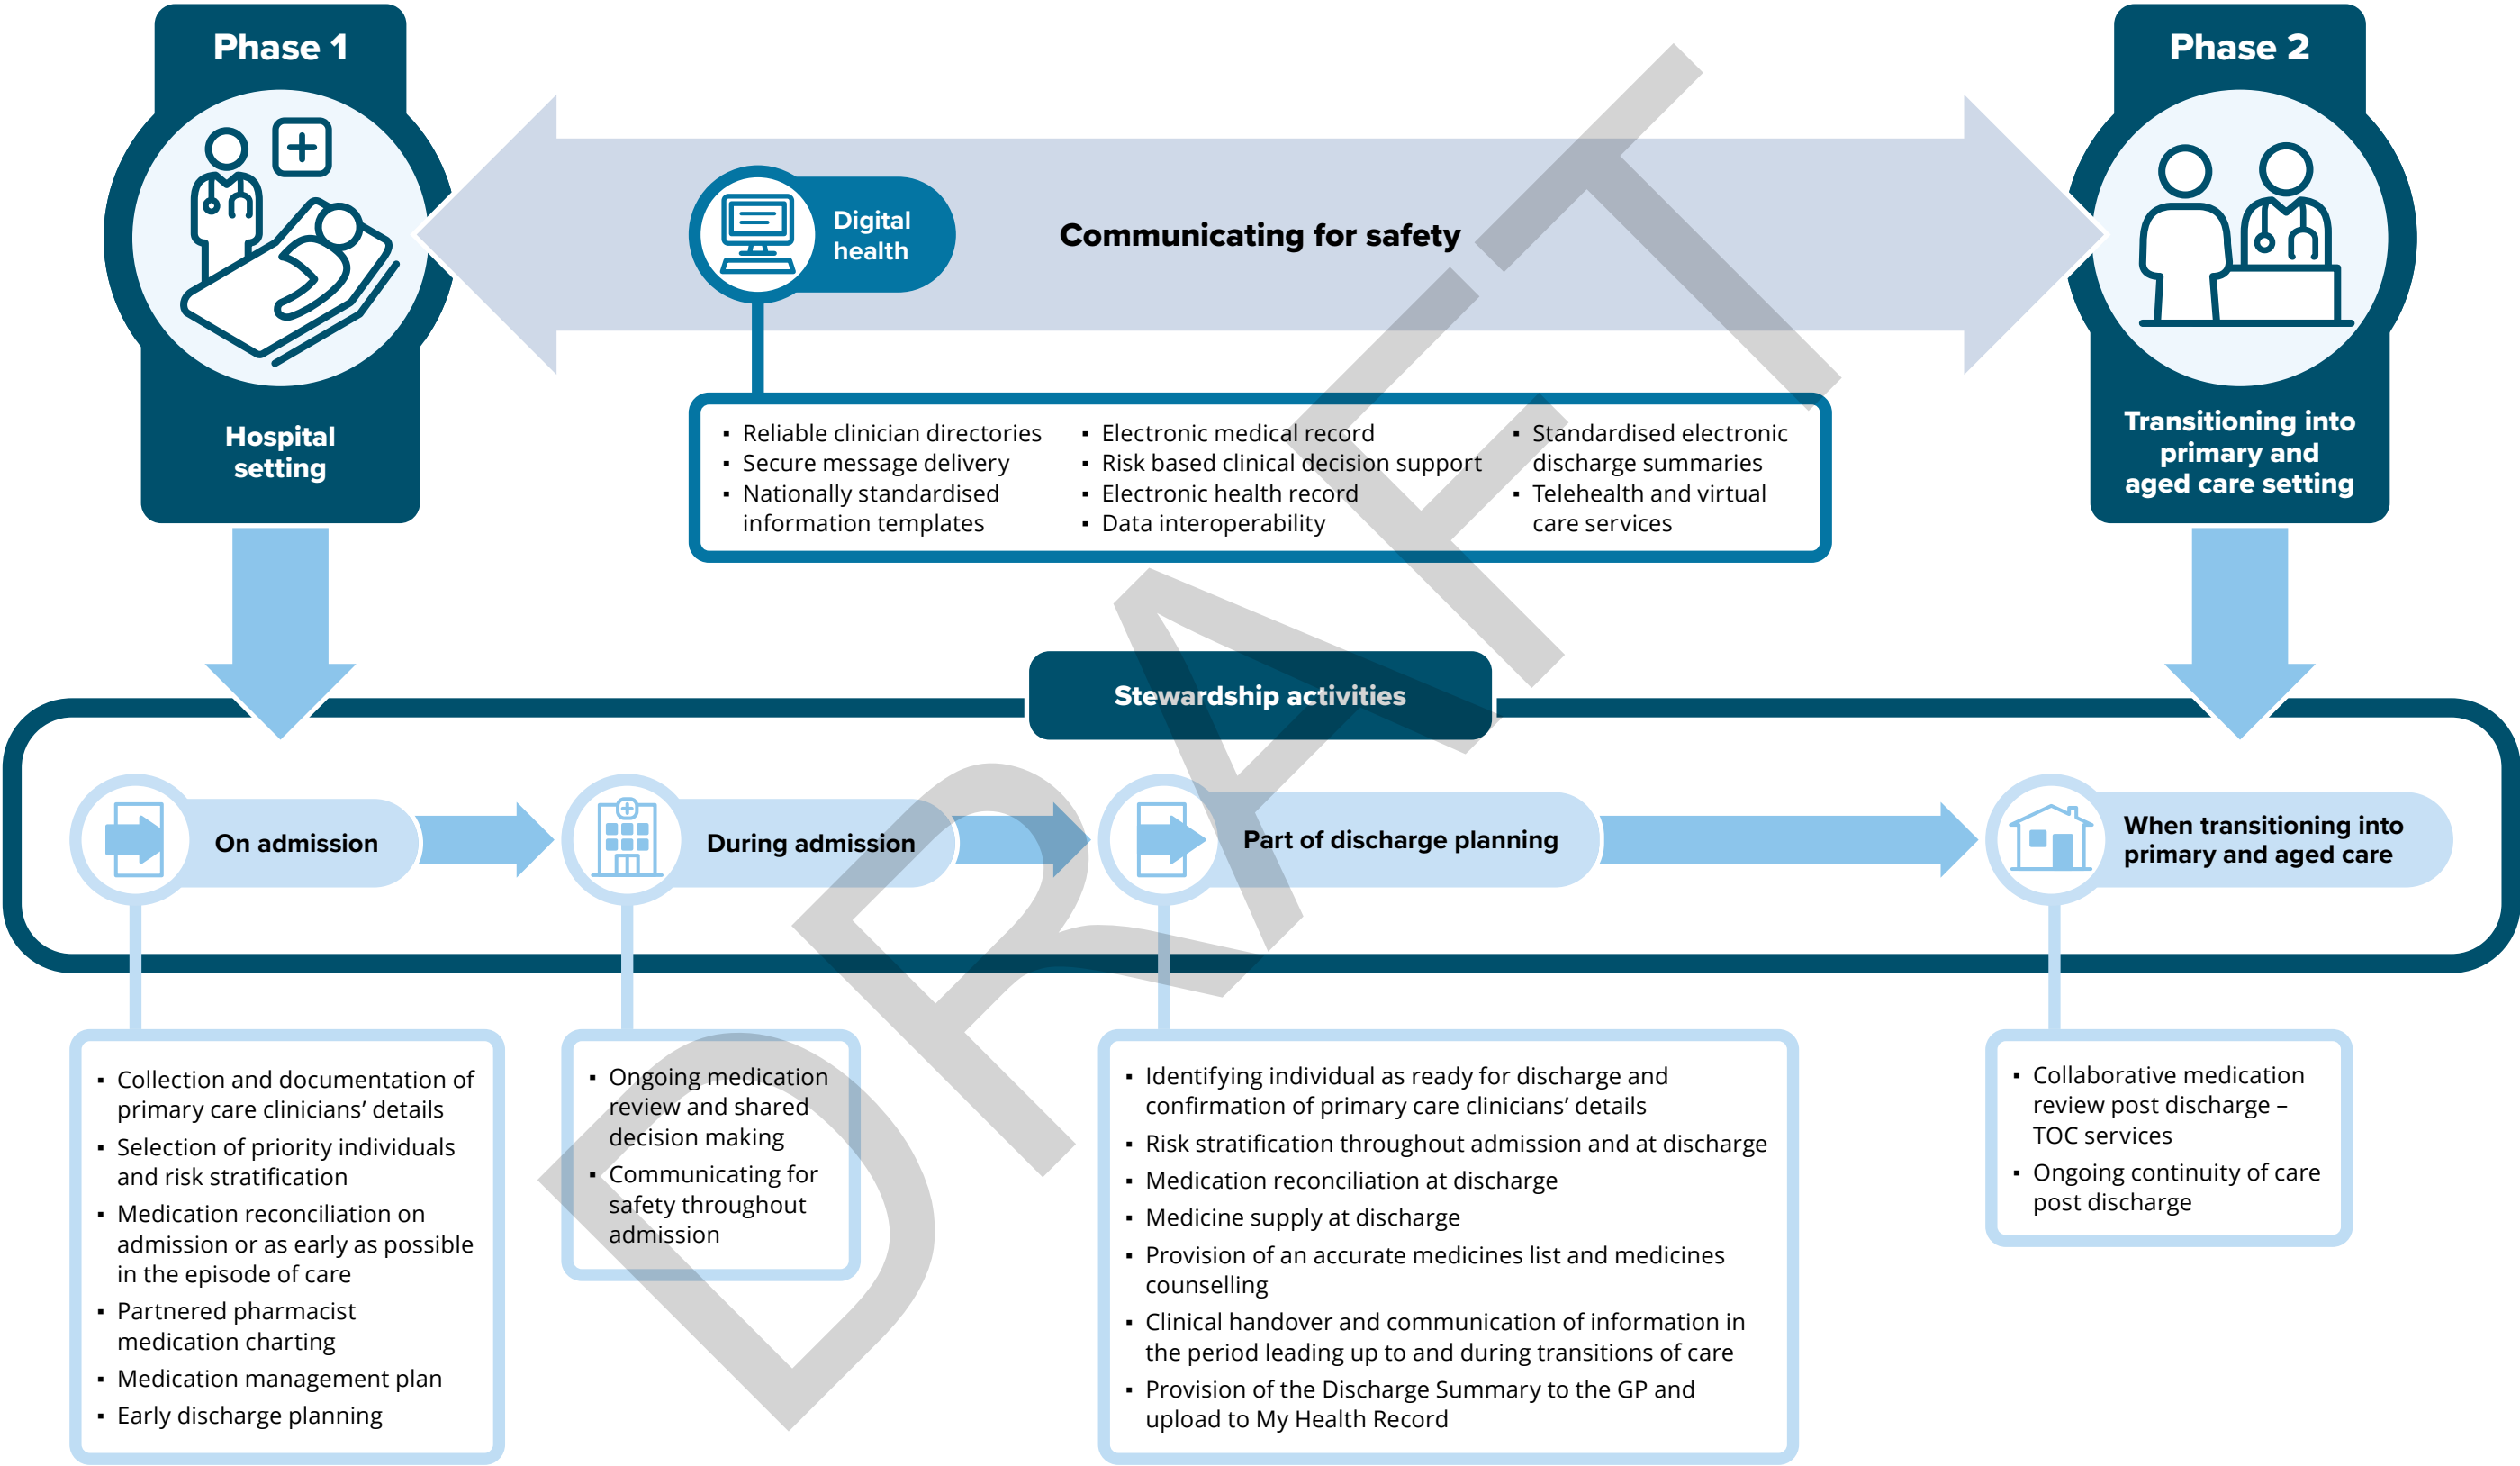 Phase 1
Hospital
setting
Digital
health
Communicating for safety
Phase 2
Transitioning into
primary and
aged care setting
▪ Reliable clinician directories
▪ Secure message delivery
▪ Nationally standardised
information templates
▪ Electronic medical record
▪ Risk based clinical decision support
▪ Electronic health record
▪ Data interoperability
▪ Standardised electronic
discharge summaries
▪ Telehealth and virtual
care services
Stewardship activities
On admission
▪ Collection and documentation of
primary care clinicians’ details
▪ Selection of priority individuals
and risk stratification
▪ Medication reconciliation on
admission or as early as possible
in the episode of care
▪ Partnered pharmacist
medication charting
▪ Medication management plan
▪ Early discharge planning
During admission
▪ Ongoing medication
review and shared
decision making
▪ Communicating for
safety throughout
admission
Part of discharge planning
▪ Identifying individual as ready for discharge and
confirmation of primary care clinicians’ details
▪ Risk stratification throughout admission and at discharge
▪ Medication reconciliation at discharge
▪ Medicine supply at discharge
▪ Provision of an accurate medicines list and medicines
counselling
▪ Clinical handover and communication of information in
the period leading up to and during transitions of care
▪ Provision of the Discharge Summary to the GP and
upload to My Health Record
When transitioning into
primary and aged care
▪ Collaborative medication
review post discharge –
TOC services
▪ Ongoing continuity of care
post discharge
DRAFT